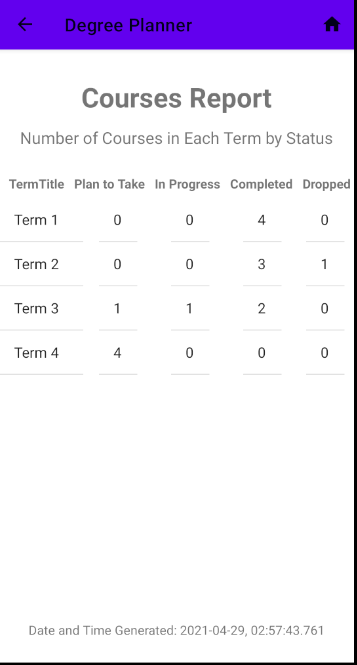 Degree Planner
Courses Report
Number of Courses in Each Term by Status
TermTitle Plan to Take In Progress Completed Dropped
Term 1 0 0 4 0
Term 2 0 0 3 1
Term 3 1 1 2 0
Term 4 4 0 0 0
Date and Time Generated: 2021-04-29, 02:57:43.761